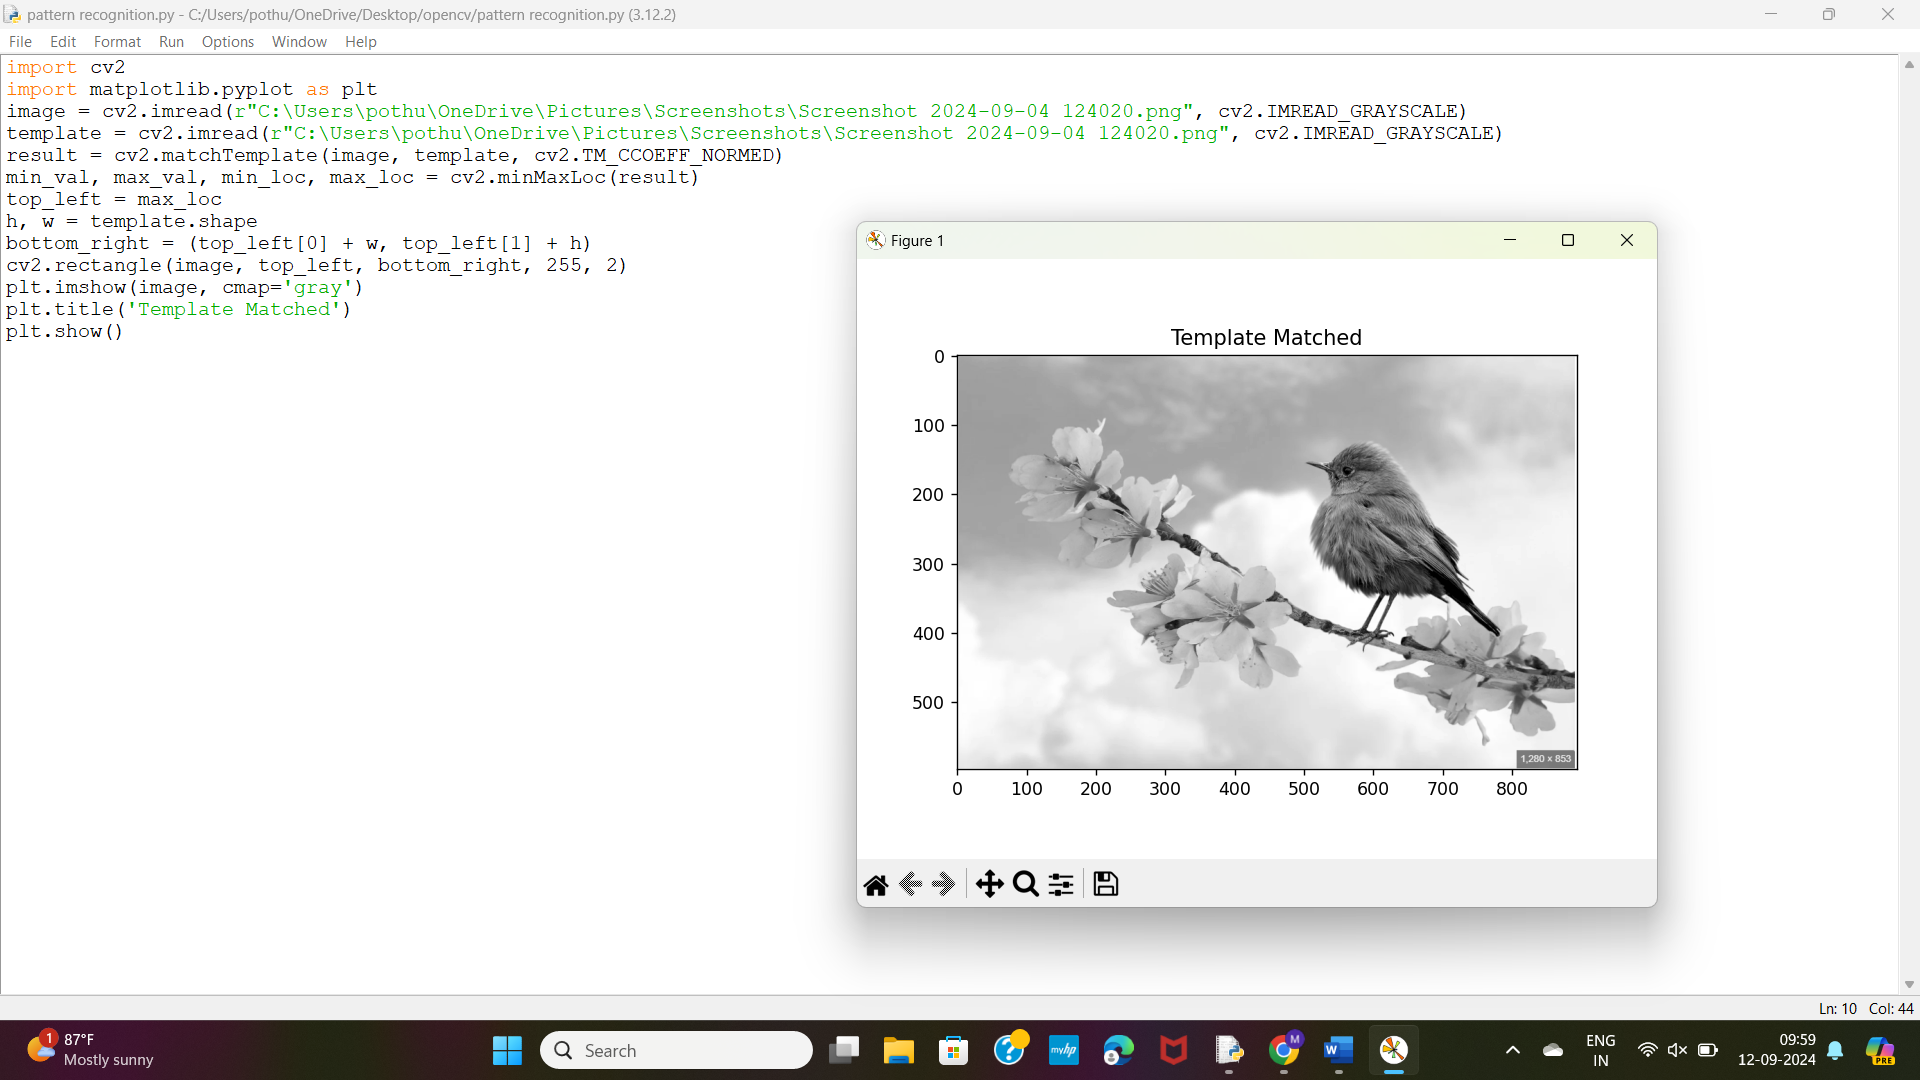 pattern recognition.py - C:/Users/pothu/OneDrive/Desktop/opencv/pattern recognition.py (3.12.2)
File Edit Format Run Options Window Help
import cv2
import matplotlib.pyplot as plt
image = cv2.imread(r"C:\Users\pothu\OneDrive\Pictures\Screenshots\Screenshot 2024-09-04 124020.png", cv2.IMREAD_GRAYSCALE)
template = cv2.imread(r"C:\Users\pothu\OneDrive\Pictures\Screenshots\Screenshot 2024-09-04 124020.png", cv2.IMREAD_GRAYSCALE)
result = cv2.matchTemplate(image, template, cv2.TM_CCOEFF_NORMED)
min_val, max_val, min_loc, max_loc = cv2.minMaxLoc(result)
top_left = max_loc
h, w = template.shape
bottom_right = (top_left[0] + w, top_left[1] + h)
cv2.rectangle(image, top_left, bottom_right, 255, 2)
plt.imshow(image, cmap='gray')
plt.title('Template Matched')
plt.show()
Figure 1
Template Matched
0
100
200
300
400
500
1,280 × 853
0 100 200 300 400 500 600 700 800
Ln: 10 Col: 44
1
87°F
Mostly sunny
Search
myhp
M
ENG
IN
09:59
12-09-2024
PRE